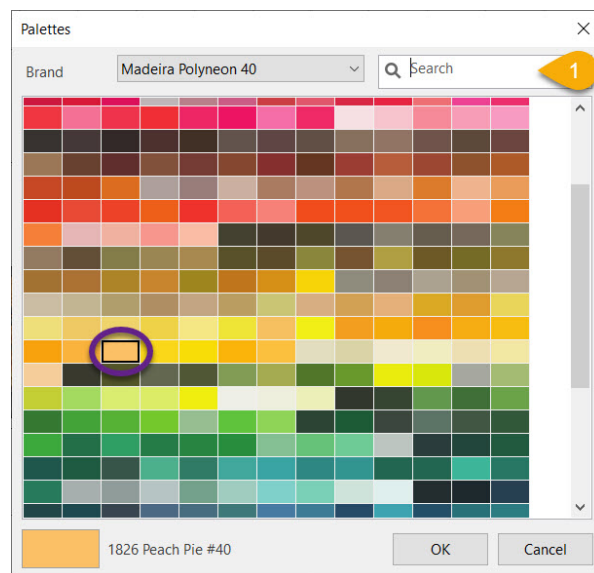 Palettes
Brand
Madeira Polyneon 40
Search
1
1826 Peach Pie #40
OK
Cancel